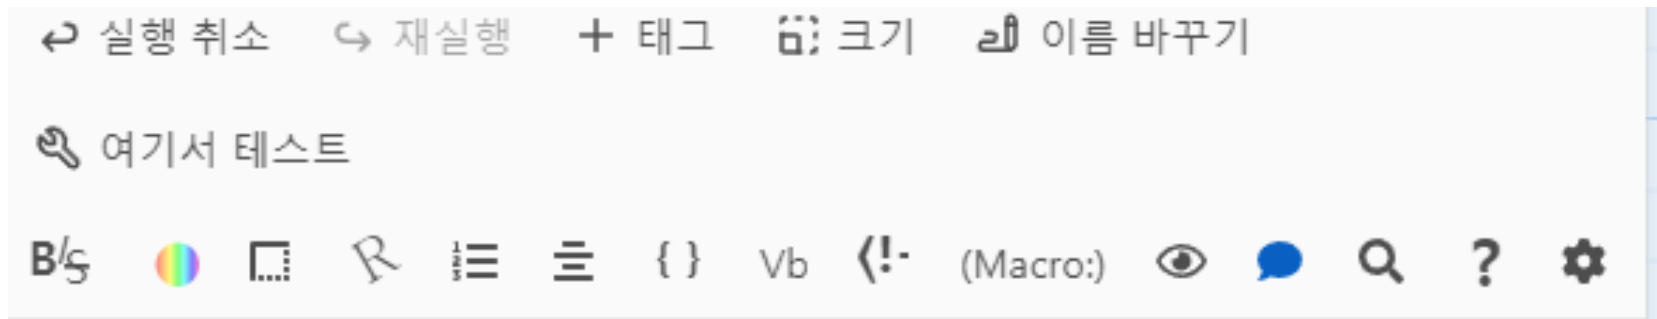 실행 취소 재실행 태그 크기 이름 바꾸기
여기서 테스트
B/S R { } Vb (!- (Macro:) ?